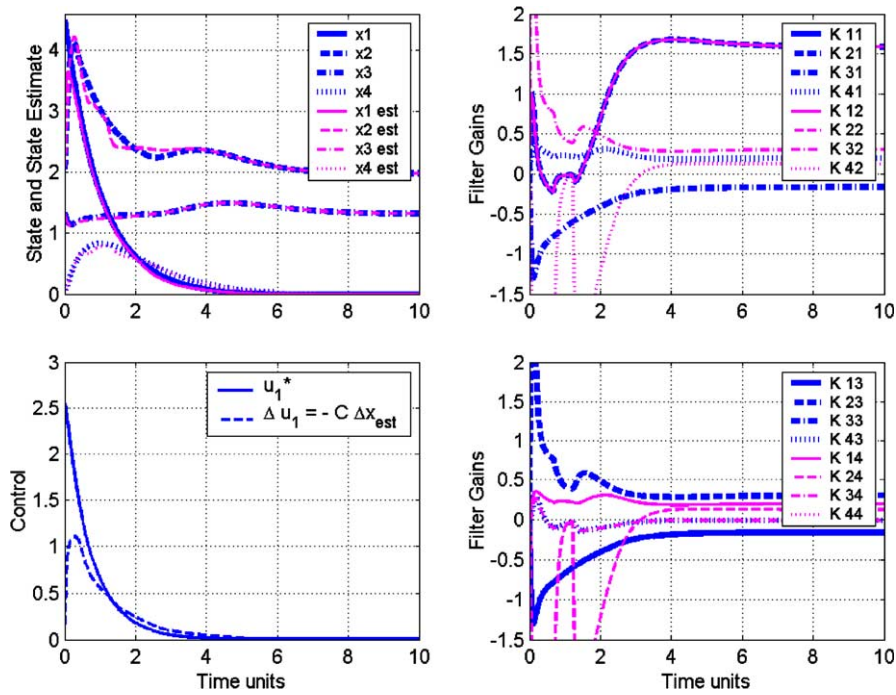 State and State Estimate
4
3
2
1
0
0
2
4
6
8
10
x1
x2
x3
x4
x1 est
x2 est
x3 est
x4 est
Filter Gains
2
1.5
1
0.5
0
-0.5
-1
-1.5
0
2
4
6
8
10
K 11
K 21
K 31
K 41
K 12
K 22
K 32
K 42
Control
3
2.5
2
1.5
1
0.5
0
0
2
4
6
8
10
Time units
u1*
Δ u1 = - C Δxest
Filter Gains
2
1.5
1
0.5
0
-0.5
-1
-1.5
0
2
4
6
8
10
Time units
K 13
K 23
K 33
K 43
K 14
K 24
K 34
K 44